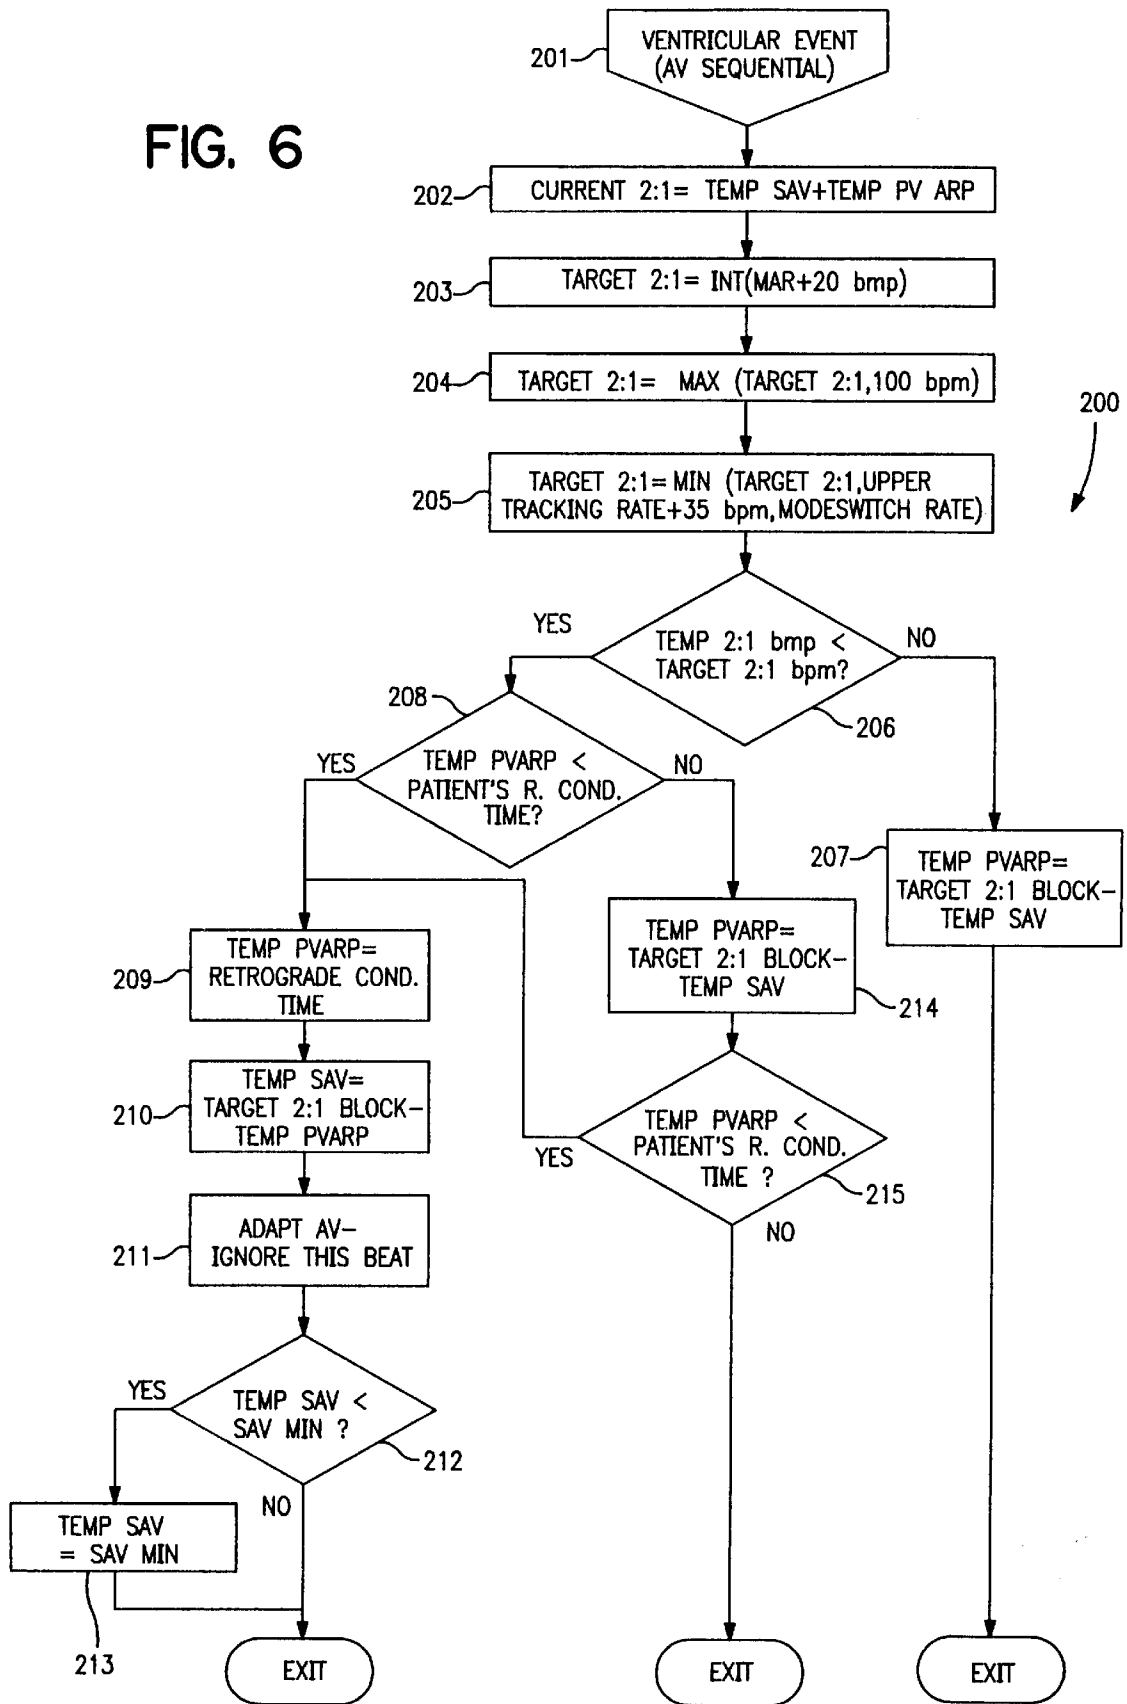 FIG. 6
201
VENTRICULAR EVENT
(AV SEQUENTIAL)
202
CURRENT 2:1= TEMP SAV+TEMP PV ARP
203
TARGET 2:1= INT(MAR+20 bmp)
204
TARGET 2:1= MAX (TARGET 2:1,100 bpm)
200
205
TARGET 2:1=MIN (TARGET 2:1,UPPER
TRACKING RATE+35 bpm,MODESWITCH RATE)
YES
TEMP 2:1 bmp <
TARGET 2:1 bpm?
NO
206
208
YES
TEMP PVARP <
PATIENT'S R. COND.
TIME?
NO
207
TEMP PVARP=
TARGET 2:1 BLOCK-
TEMP SAV
209
TEMP PVARP=
RETROGRADE COND.
TIME
TEMP PVARP=
TARGET 2:1 BLOCK-
TEMP SAV
214
210
TEMP SAV=
TARGET 2:1 BLOCK-
TEMP PVARP
YES
TEMP PVARP <
PATIENT'S R. COND.
TIME ?
215
NO
211
ADAPT AV-
IGNORE THIS BEAT
YES
TEMP SAV <
SAV MIN ?
212
NO
TEMP SAV
= SAV MIN
213
EXIT
EXIT
EXIT